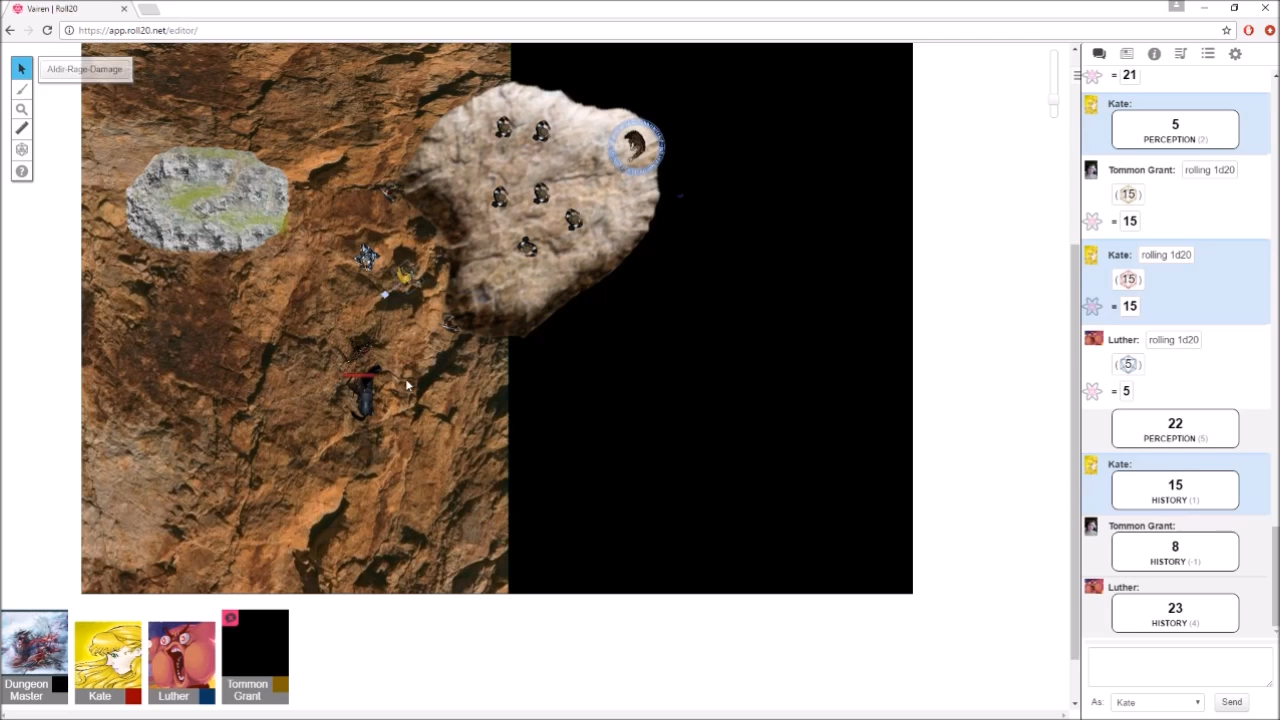 Vairen | Roll20
https://app.roll20.net/editor/
Aldir-Rage-Damage
= 21
Kate:
5
PERCEPTION (2)
Tommon Grant: rolling 1d20
(15)
= 15
Kate: rolling 1d20
(15)
= 15
Luther: rolling 1d20
(5)
= 5
22
PERCEPTION (5)
Kate:
15
HISTORY (1)
Tommon Grant:
8
HISTORY (-1)
Luther:
23
HISTORY (4)
As: Kate Send
Dungeon Master
Kate
Luther
Tommon Grant